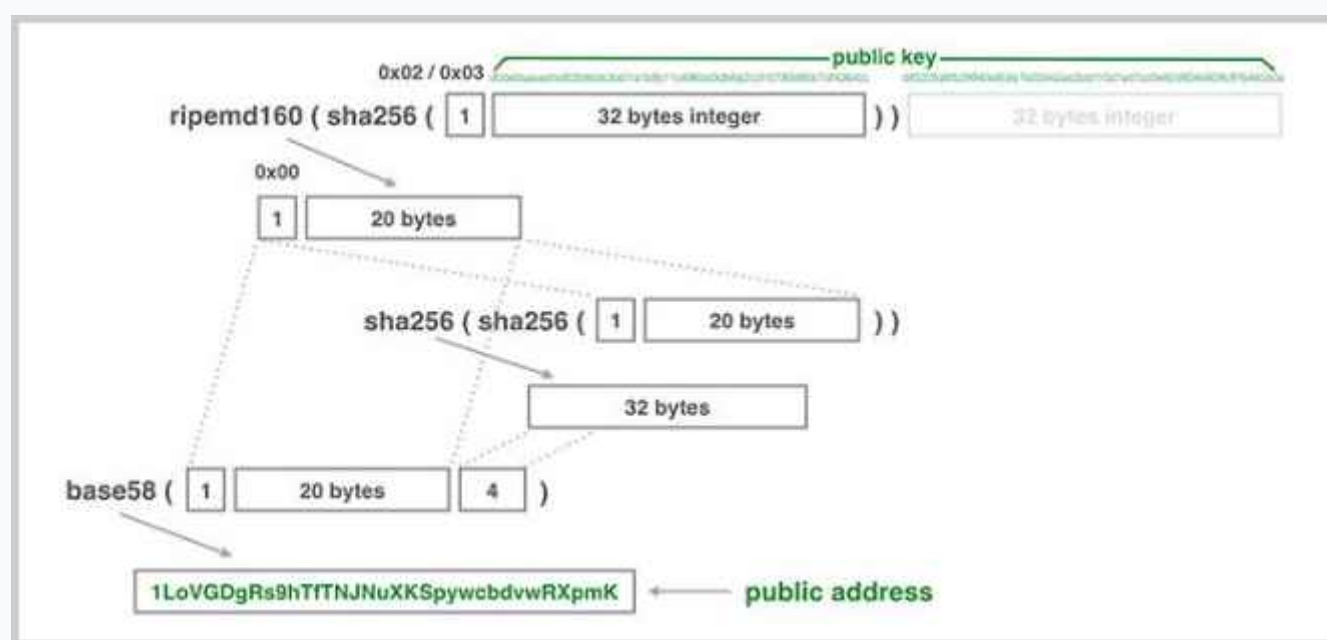 public key
0x02 / 0x03
ripemd160 ( sha256 ( 1 32 bytes integer ) ) 32 bytes integer
0x00
1 20 bytes
sha256 ( sha256 ( 1 20 bytes ) )
32 bytes
base58 ( 1 20 bytes 4 )
1LoVGDgRs9hTfTNJNuXKSpywcbdvwRXpmK
public address